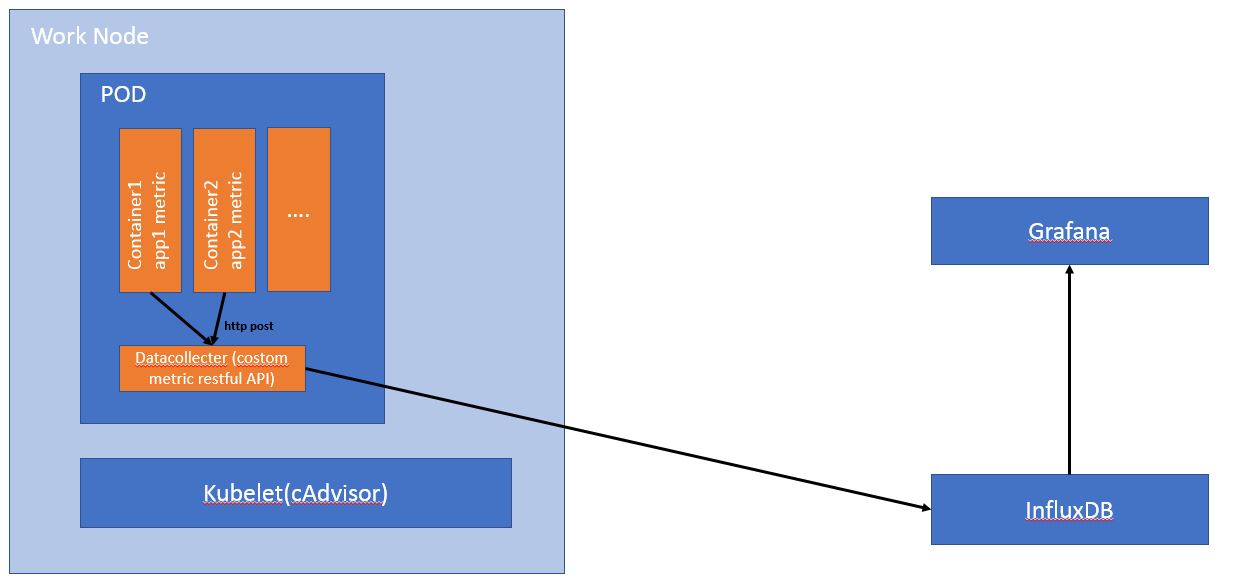 Work Node
POD
Container1
app1 metric
Container2
app2 metric
....
http post
Datacollecter (costom
metric restful API)
Kubelet(cAdvisor)
Grafana
InfluxDB